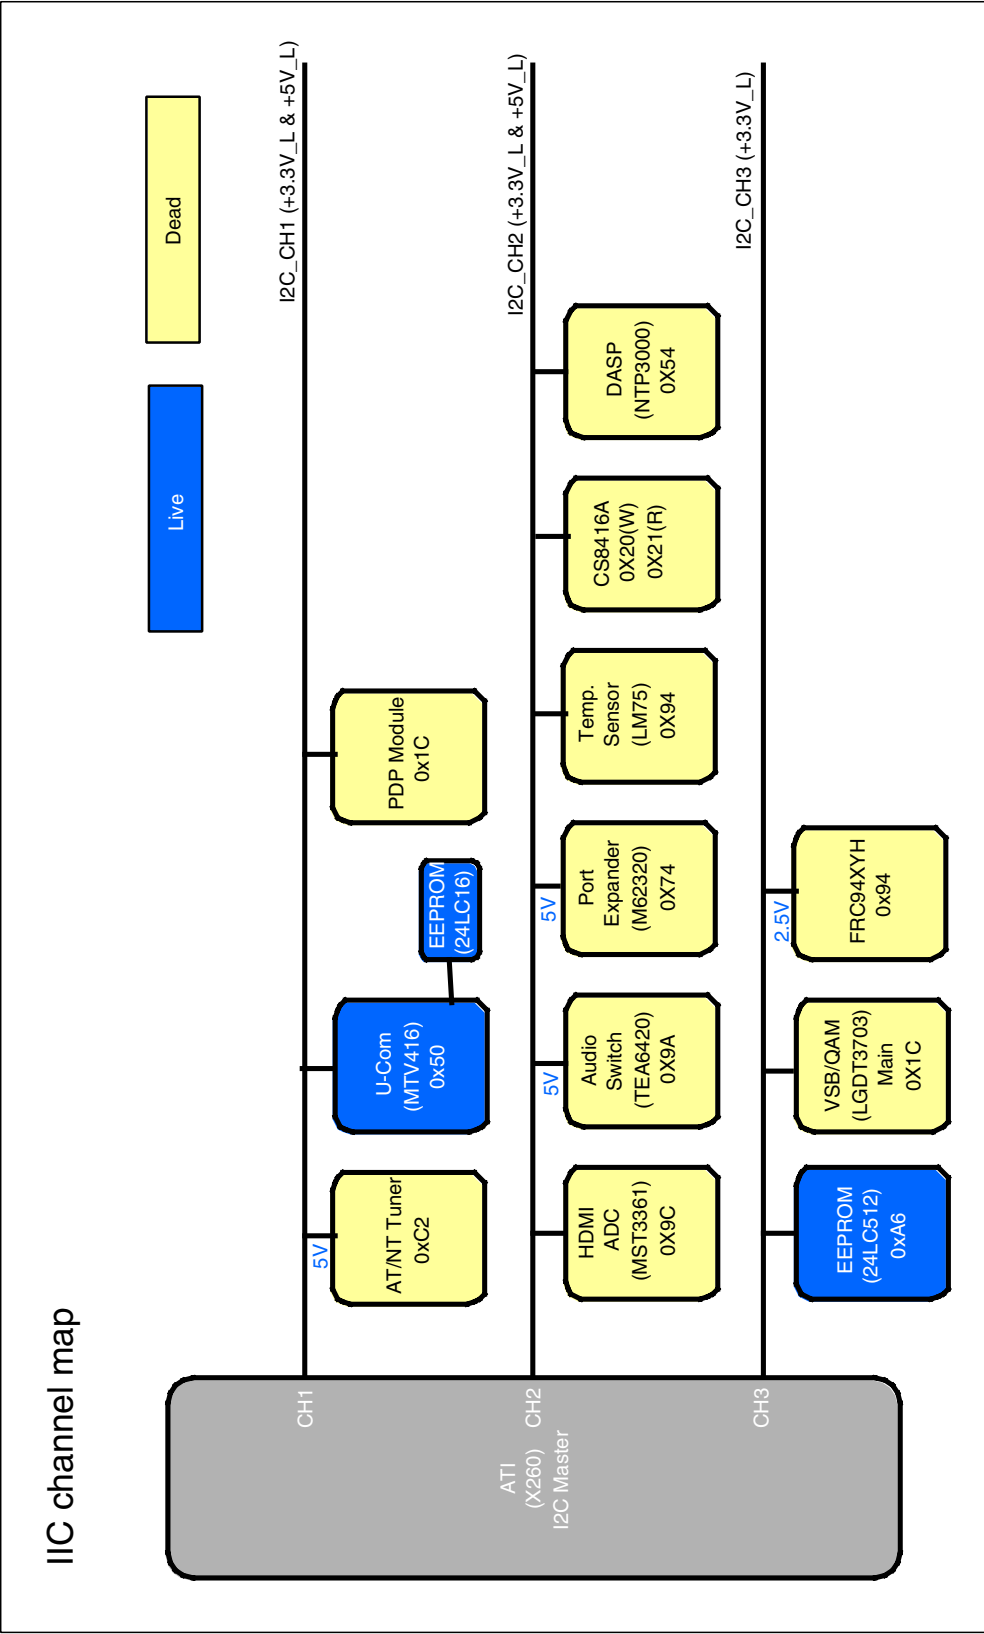 IIC channel map
Live
Dead
ATI
(X260)
I2C Master
CH1
CH2
CH3
I2C_CH1 (+3.3V_L & +5V_L)
5V
AT/NT Tuner
0xC2
U-Com
(MTV416)
0x50
EEPROM
(24LC16)
PDP Module
0x1C
I2C_CH2 (+3.3V_L & +5V_L)
HDMI
ADC
(MST3361)
0X9C
5V
Audio
Switch
(TEA6420)
0X9A
5V
Port
Expander
(M62320)
0X74
Temp.
Sensor
(LM75)
0X94
CS8416A
0X20(W)
0X21(R)
DASP
(NTP3000)
0X54
I2C_CH3 (+3.3V_L)
EEPROM
(24LC512)
0xA6
VSB/QAM
(LGDT3703)
Main
0X1C
2.5V
FRC94XYH
0x94